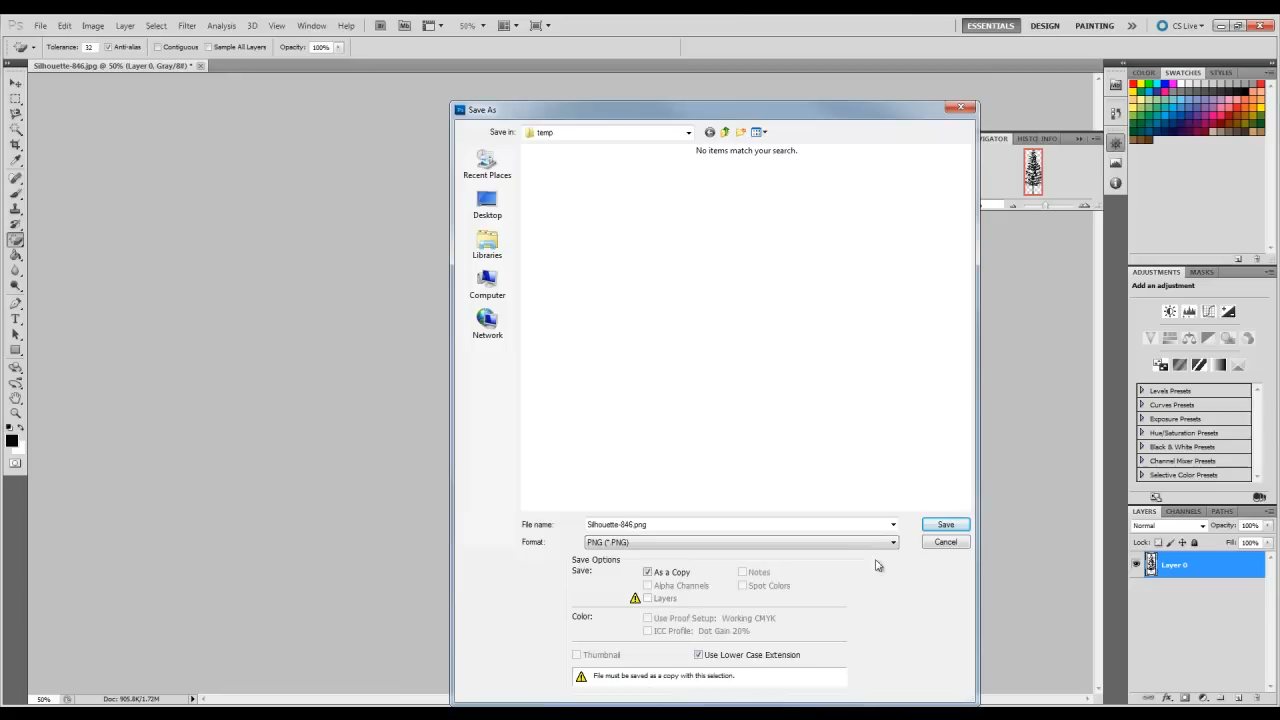 Ps File Edit Image Layer Select Filter Analysis 3D View Window Help Br Mb 50% ESSENTIALS DESIGN PAINTING CS Live
Tolerance: 32 Anti-alias Contiguous Sample All Layers Opacity: 100%
Silhouette-846.jpg @ 50% (Layer 0, Gray/8#) *
COLOR SWATCHES STYLES
Save As
Save in: temp
No items match your search.
VIGATOR HISTO INFO
Recent Places
Desktop
Libraries
Computer
Network
ADJUSTMENTS MASKS
Add an adjustment
Levels Presets
Curves Presets
Exposure Presets
Hue/Saturation Presets
Black & White Presets
Channel Mixer Presets
Selective Color Presets
LAYERS CHANNELS PATHS
Normal Opacity: 100%
Lock: Fill: 100%
Layer 0
File name: Silhouette-846.png Save
Format: PNG (*.PNG) Cancel
Save Options
Save: As a Copy Notes
Alpha Channels Spot Colors
Layers
Color: Use Proof Setup: Working CMYK
ICC Profile: Dot Gain 20%
Thumbnail Use Lower Case Extension
File must be saved as a copy with this selection.
50% Doc: 905.8K/1.72M